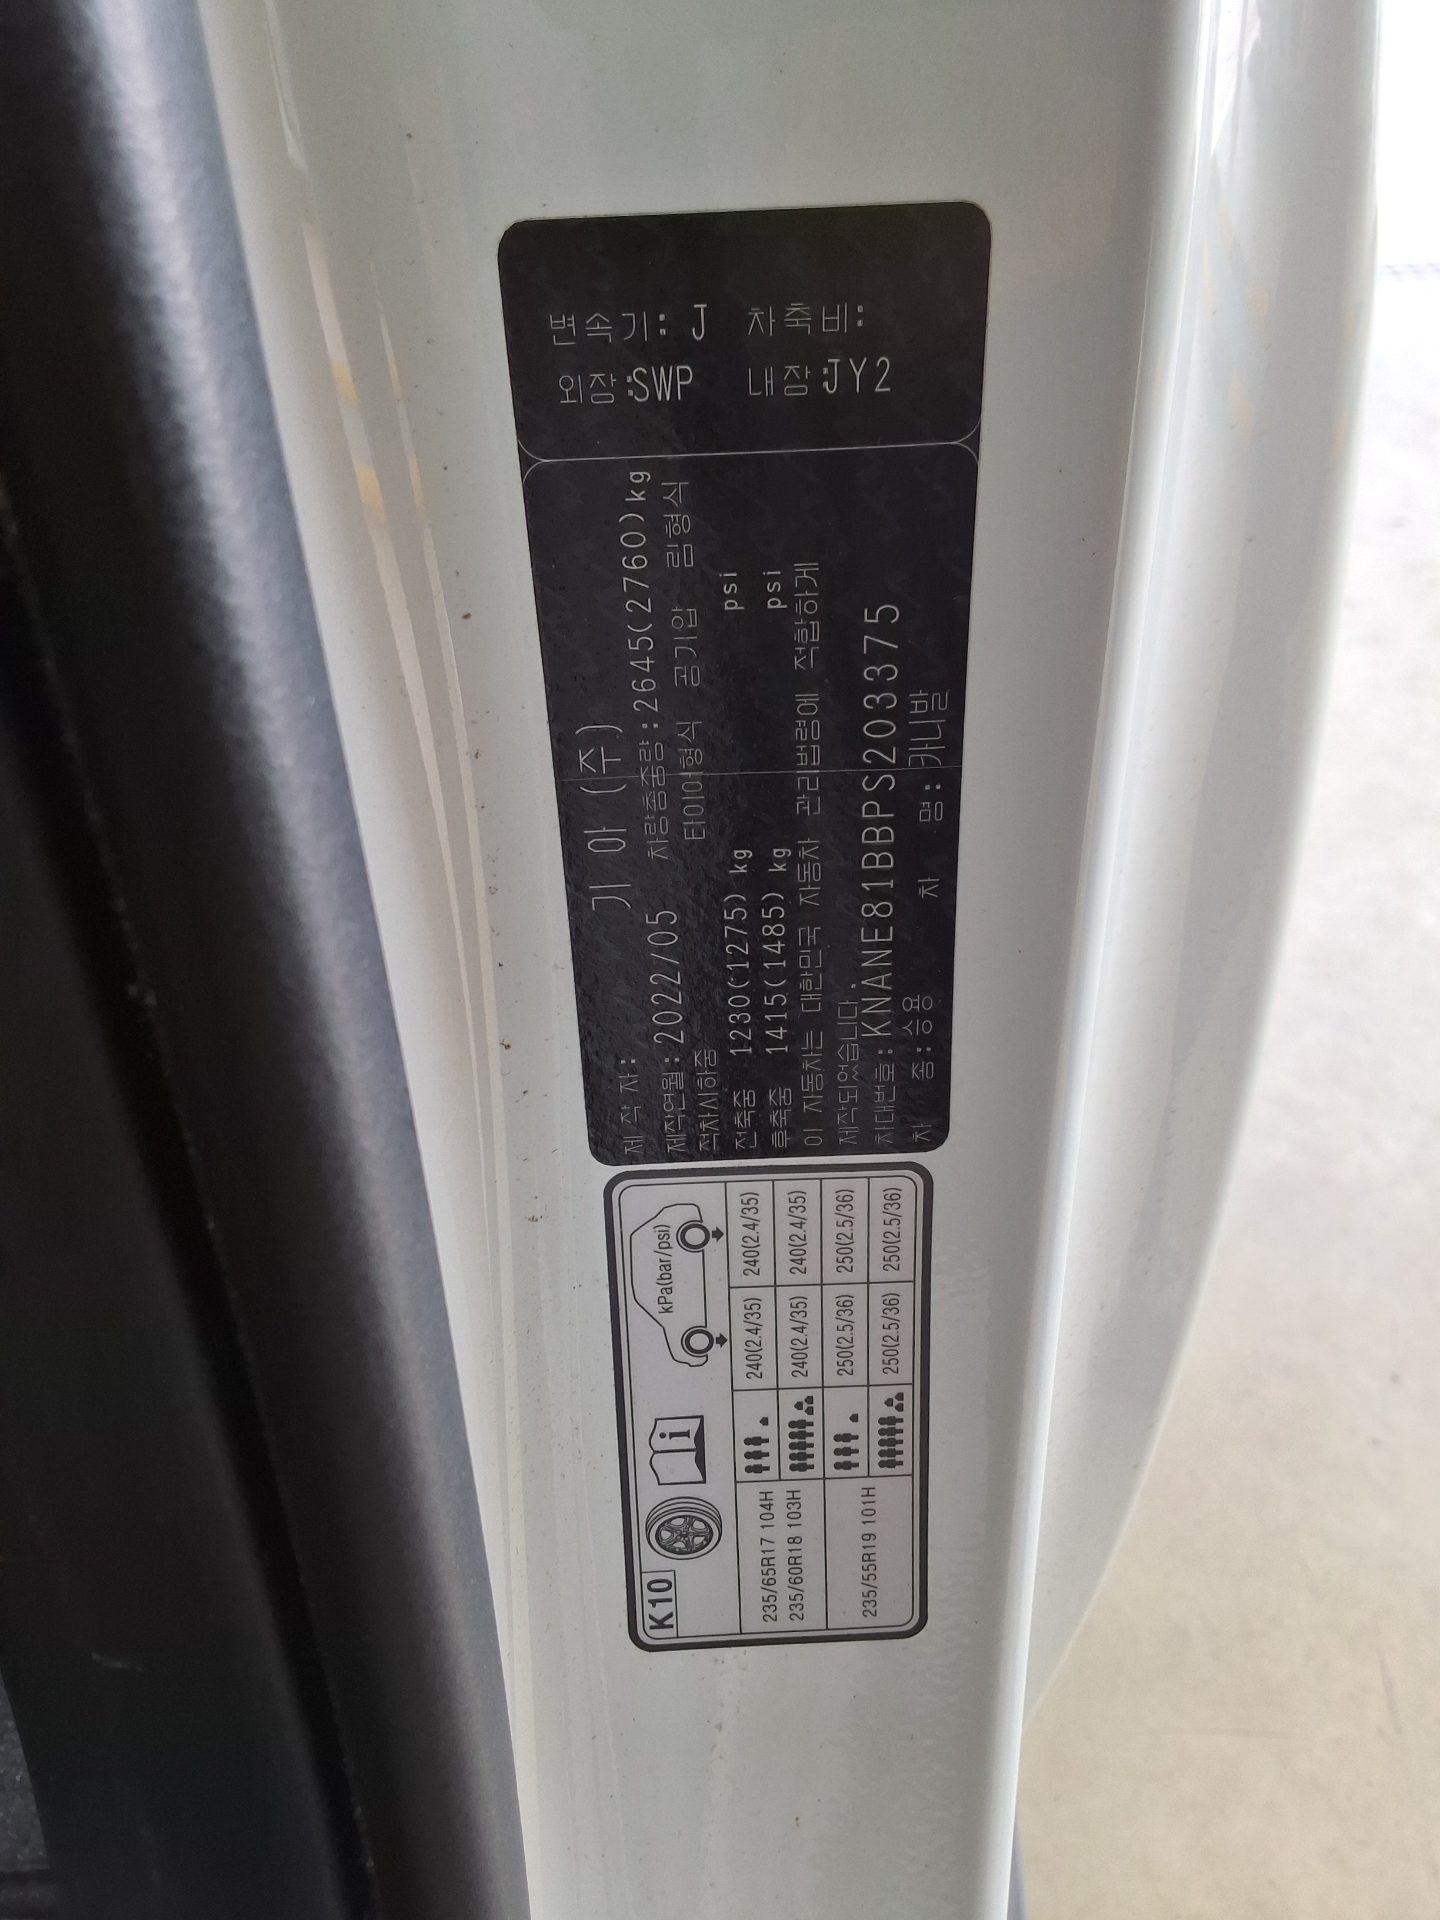 변속기: J 차축비:
외장:SWP 내장:JY2
제 작 자: 기 아 (주)
제작연월: 2022/05 차량총중량:2645(2760)kg
적차시하중 타이어형식 공기압 림형식
전축중 1230(1275) kg psi
후축중 1415(1485) kg psi
이 자동차는 대한민국 자동차 관리법령에 적합하게
제작되었습니다.
차대번호: KNANE81BBPS203375
차 종: 승용 차 명: 카니발
K10 i kPa(bar/psi)
235/65R17 104H 240(2.4/35) 240(2.4/35)
235/60R18 103H 240(2.4/35) 240(2.4/35)
235/55R19 101H 250(2.5/36) 250(2.5/36)
250(2.5/36) 250(2.5/36)